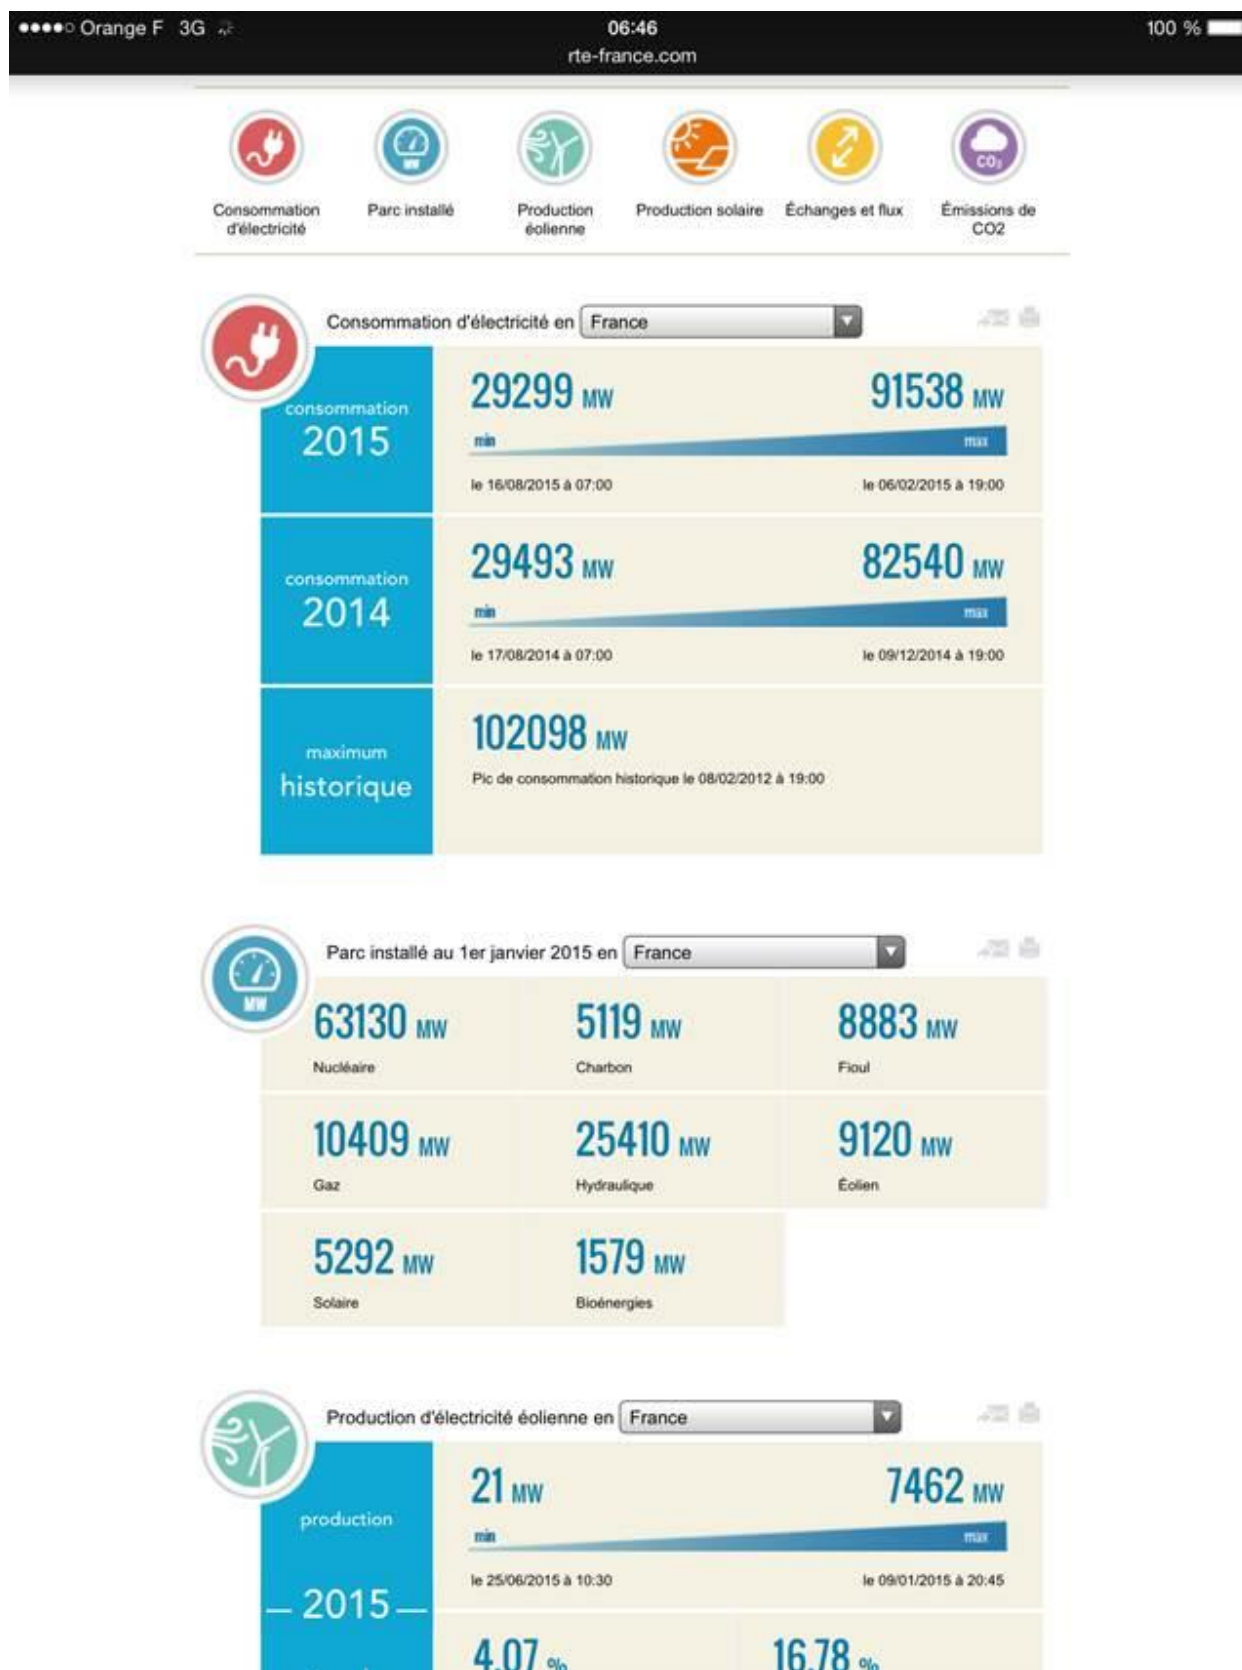 Orange F 3G 06:46 100 %
rte-france.com
MW
CO₂
Consommation d'électricité
Parc installé
Production éolienne
Production solaire
Échanges et flux
Émissions de CO2
Consommation d'électricité en France
consommation
2015
29299 MW
91538 MW
min
max
le 16/08/2015 à 07:00
le 06/02/2015 à 19:00
consommation
2014
29493 MW
82540 MW
min
max
le 17/08/2014 à 07:00
le 09/12/2014 à 19:00
maximum
historique
102098 MW
Pic de consommation historique le 08/02/2012 à 19:00
MW
Parc installé au 1er janvier 2015 en France
63130 MW
Nucléaire
5119 MW
Charbon
8883 MW
Fioul
10409 MW
Gaz
25410 MW
Hydraulique
9120 MW
Éolien
5292 MW
Solaire
1579 MW
Bioénergies
Production d'électricité éolienne en France
production
2015
21 MW
7462 MW
min
max
le 25/06/2015 à 10:30
le 09/01/2015 à 20:45
4.07 %
16.78 %